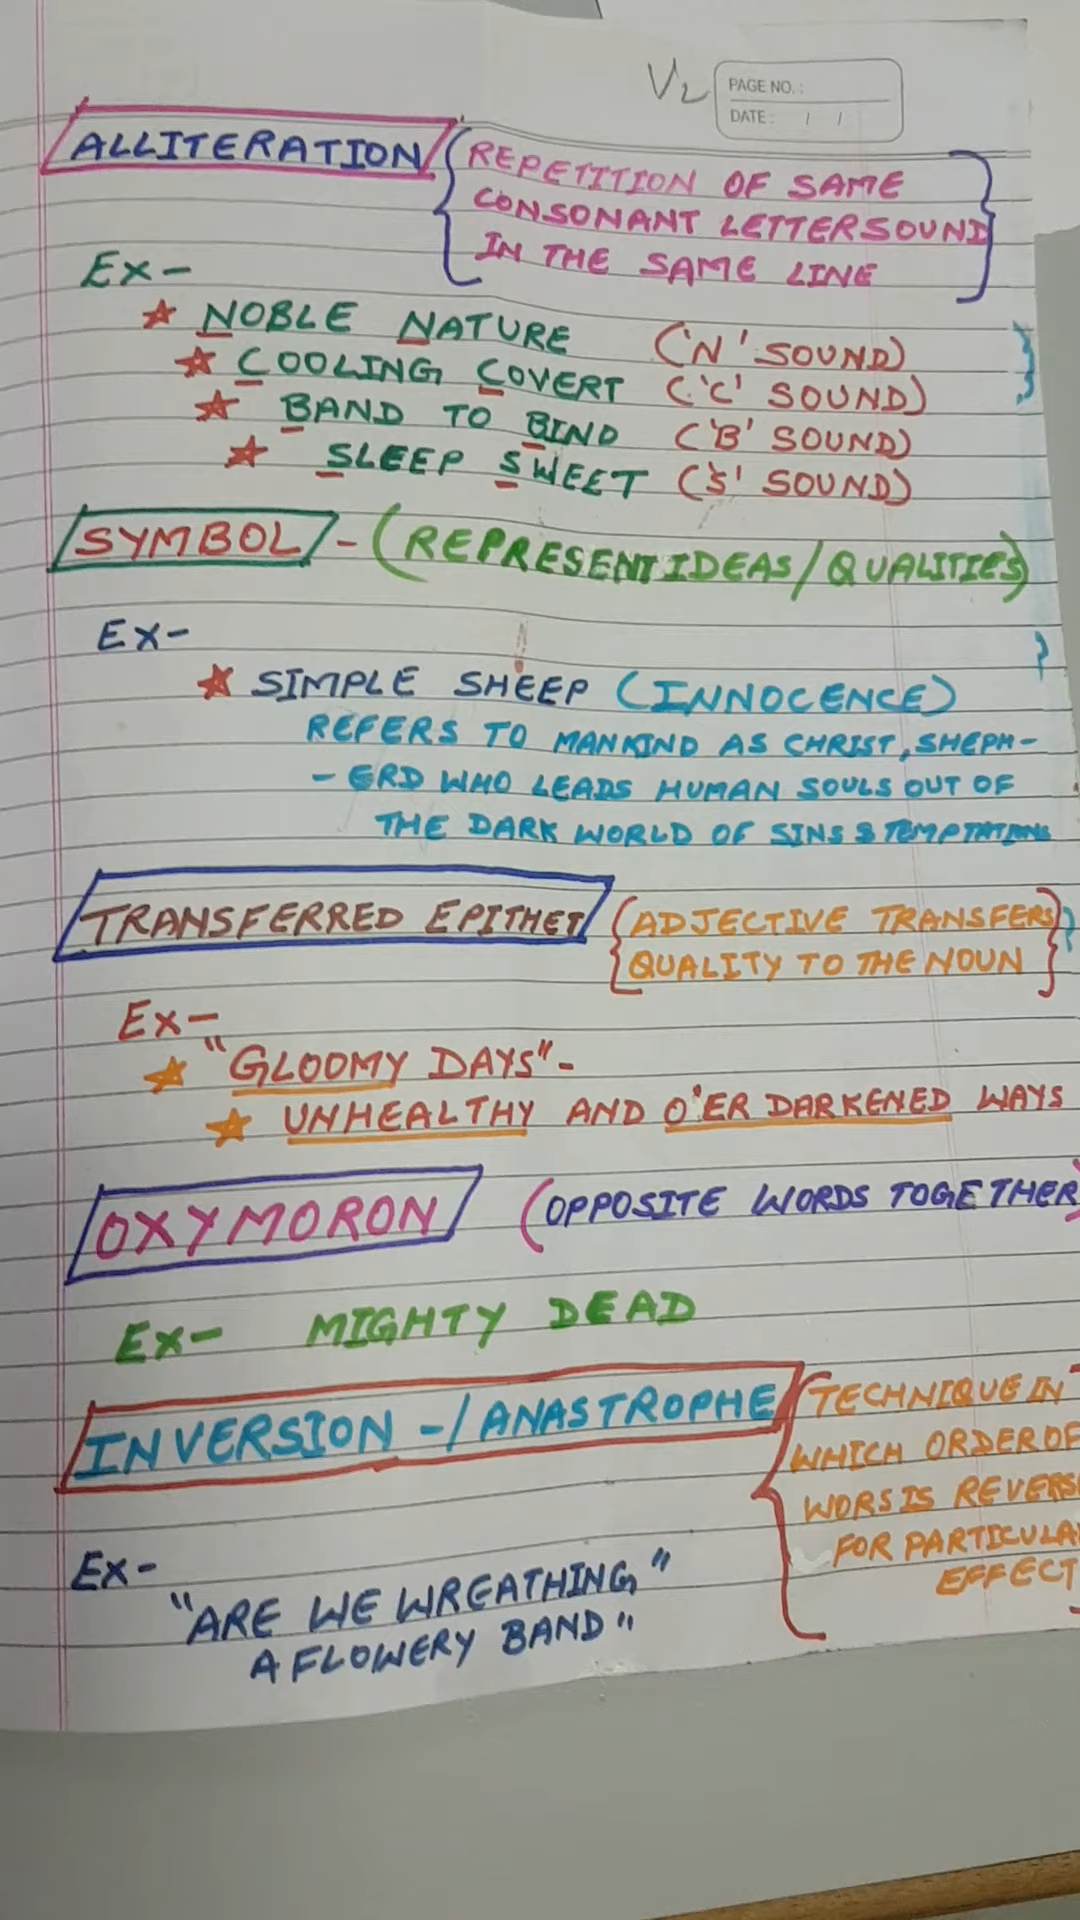 V2
PAGE NO. :
DATE : / /
ALLITERATION
REPETITION OF SAME
CONSONANT LETTERSOUND
IN THE SAME LINE
EX-
NOBLE NATURE ('N' SOUND)
COOLING COVERT ('C' SOUND)
BAND TO BIND ('B' SOUND)
SLEEP SWEET ('S' SOUND)
SYMBOL - (REPRESENT IDEAS/QUALITIES)
EX-
SIMPLE SHEEP (INNOCENCE)
REFERS TO MANKIND AS CHRIST, SHEPH-
-ERD WHO LEADS HUMAN SOULS OUT OF
THE DARK WORLD OF SINS & TEMPTATIONS
TRANSFERRED EPITHET
ADJECTIVE TRANSFERS
QUALITY TO THE NOUN
EX-
"GLOOMY DAYS"-
UNHEALTHY AND O'ER DARKENED WAYS
OXYMORON (OPPOSITE WORDS TOGETHER)
EX- MIGHTY DEAD
INVERSION -/ANASTROPHE
TECHNIQUE IN
WHICH ORDER OF
WORS IS REVERS
FOR PARTICULA
EFFECT
EX-
"ARE WE WREATHING"
A FLOWERY BAND"